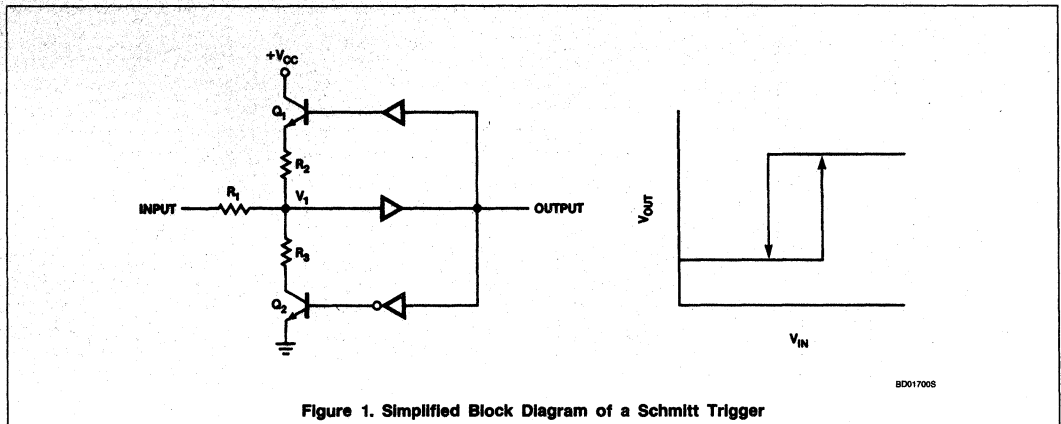 +VCC
Q1
R2
R1
V1
INPUT
OUTPUT
R3
Q2
VOUT
VIN
BD01700S
Figure 1. Simplified Block Diagram of a Schmitt Trigger